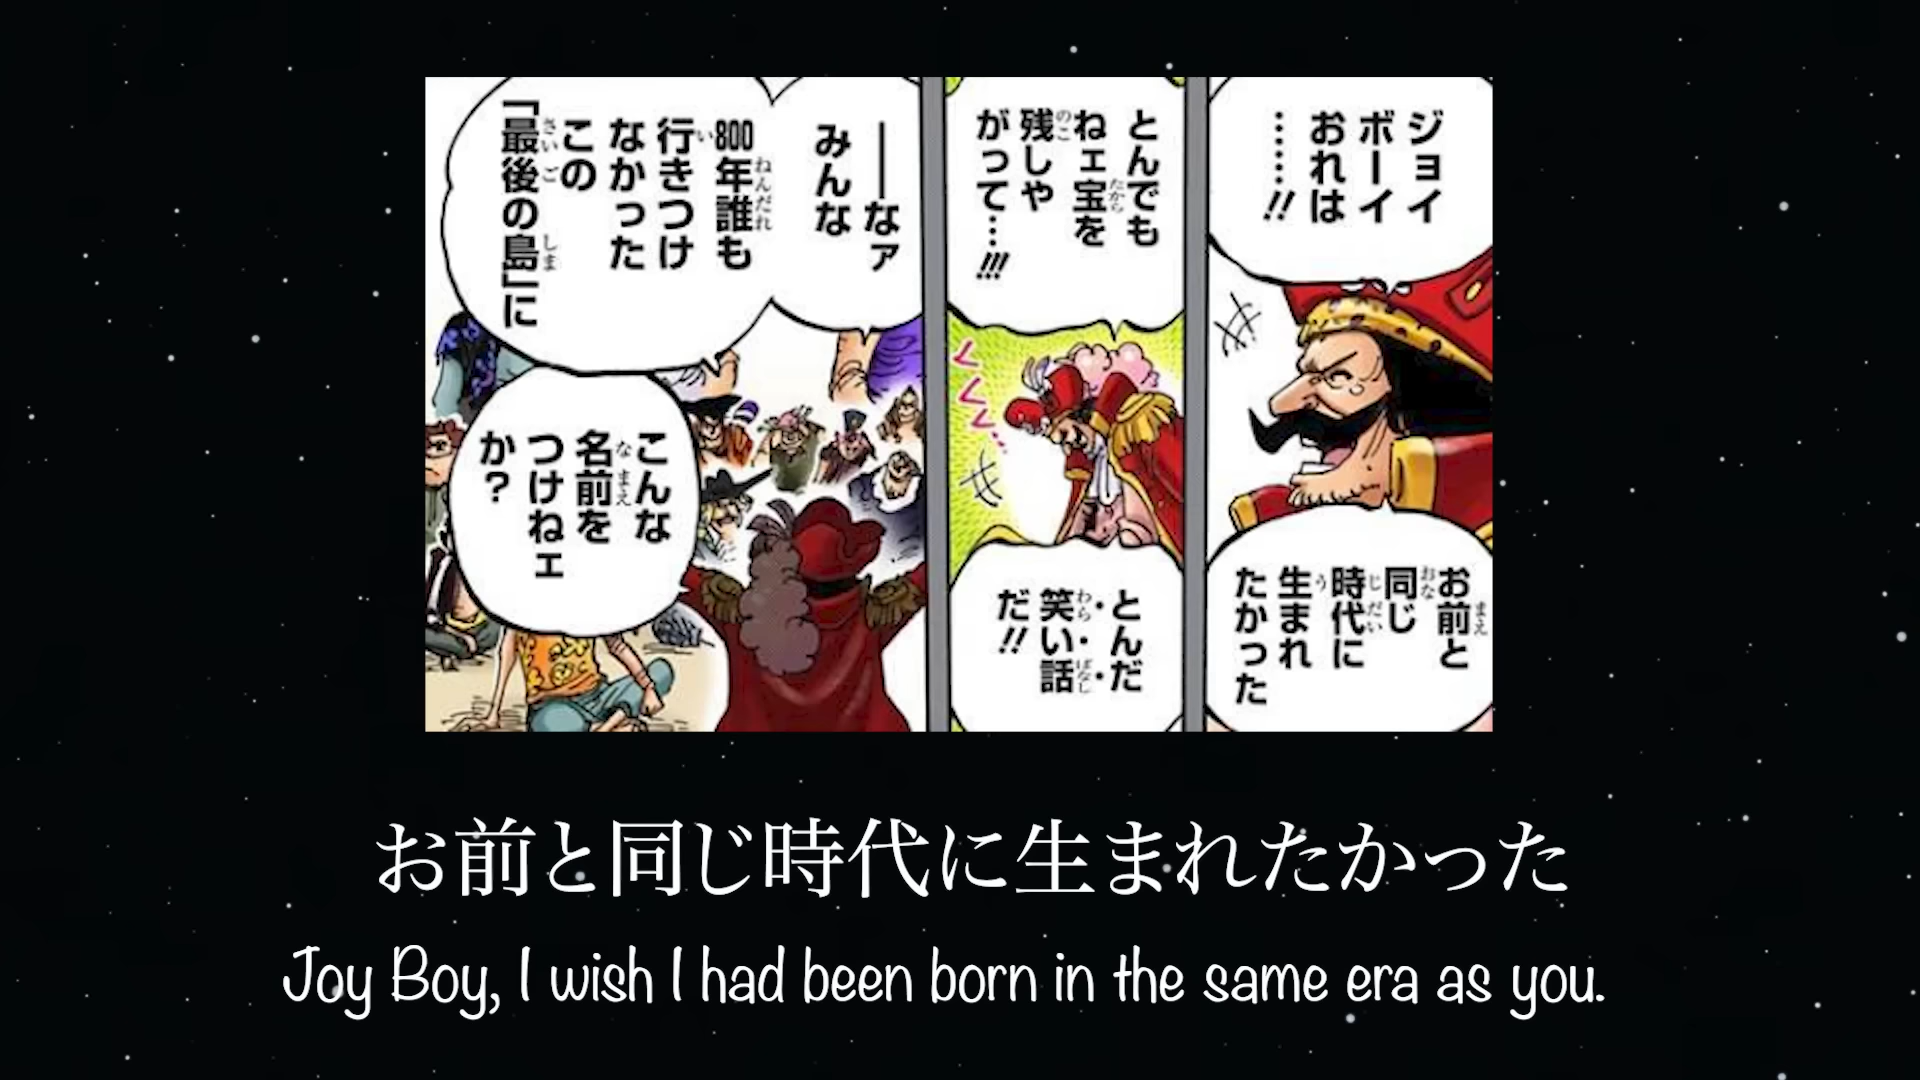 ジョイ
ボーイ
おれは
……!!
お前と
同じ
時代に
生まれ
たかった
とんでも
ねェ宝を
残しや
がって…!!!
とんだ
笑い話
だ!!
──なァ
みんな
800年誰も
行きつけ
なかった
この
「最後の島」に
こんな
名前を
つけねェ
か？
お前と同じ時代に生まれたかった
Joy Boy, I wish I had been born in the same era as you.